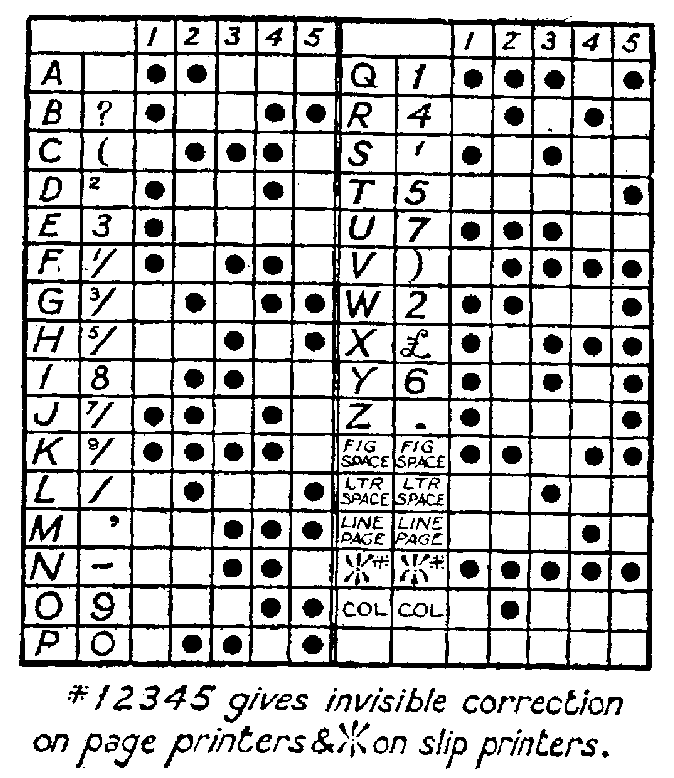 1 2 3 4 5 1 2 3 4 5
A ● ● Q 1 ● ● ● ●
B ? ● ● ● R 4 ● ●
C ( ● ● ● S ' ● ●
D 2 ● ● T 5 ●
E 3 ● U 7 ● ● ●
F 1/ ● ● ● V ) ● ● ● ●
G 3/ ● ● ● W 2 ● ● ●
H 5/ ● ● X £ ● ● ● ●
I 8 ● ● Y 6 ● ● ●
J 7/ ● ● ● Z . ● ●
K 9/ ● ● ● ● FIG SPACE FIG SPACE ● ● ● ●
L / ● ● LTR SPACE LTR SPACE ●
M , ● ● ● LINE PAGE LINE PAGE ●
N - ● ● * * ● ● ● ● ●
O 9 ● ● COL COL ●
P 0 ● ● ●
*12345 gives invisible correction
on page printers & on slip printers.